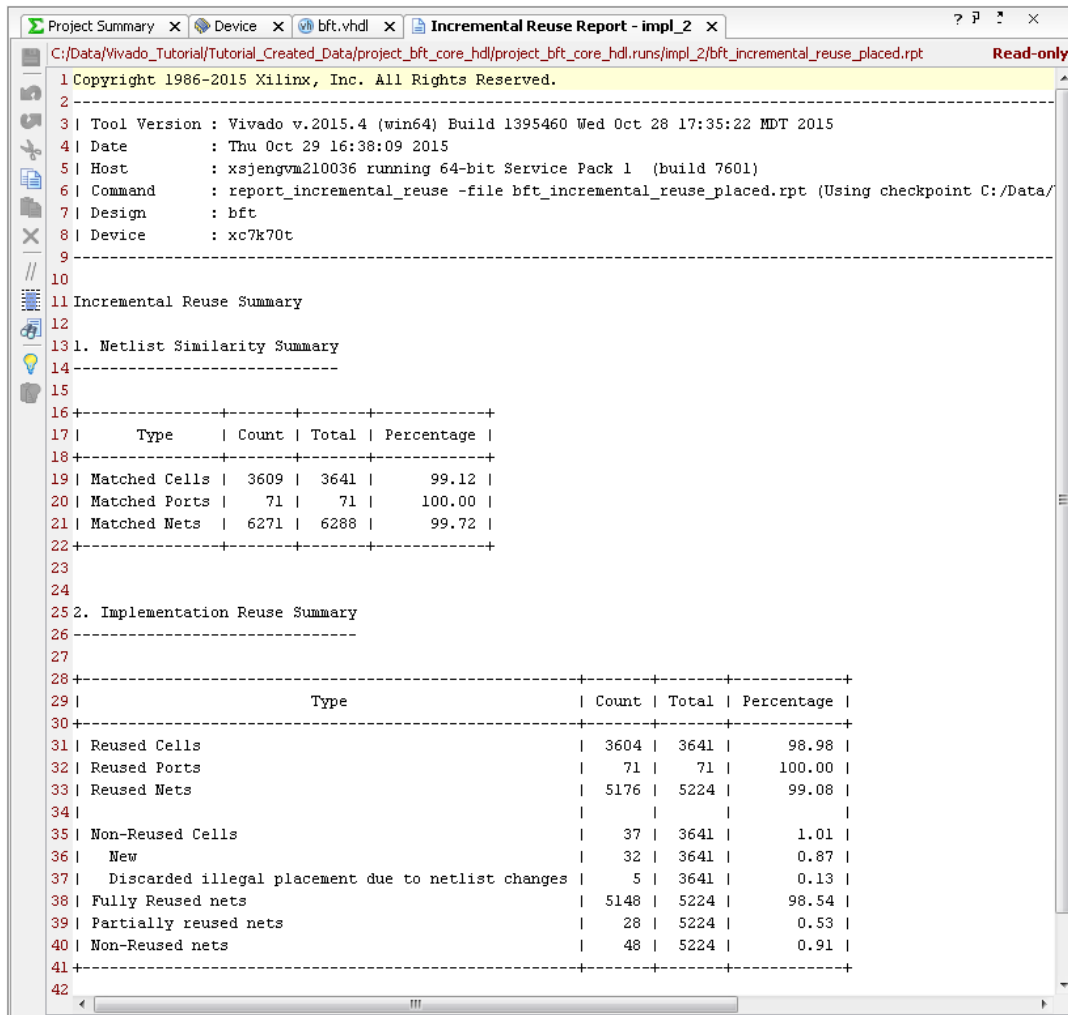 Project Summary x Device x bft.vhdl x Incremental Reuse Report - impl_2 x
C:/Data/Vivado_Tutorial/Tutorial_Created_Data/project_bft_core_hdl/project_bft_core_hdl.runs/impl_2/bft_incremental_reuse_placed.rpt Read-only
1 Copyright 1986-2015 Xilinx, Inc. All Rights Reserved.
2 ----------------------------------------------------------------------------------------------------------
3 | Tool Version : Vivado v.2015.4 (win64) Build 1395460 Wed Oct 28 17:35:22 MDT 2015
4 | Date         : Thu Oct 29 16:38:09 2015
5 | Host         : xsjengvm210036 running 64-bit Service Pack 1  (build 7601)
6 | Command      : report_incremental_reuse -file bft_incremental_reuse_placed.rpt (Using checkpoint C:/Data/
7 | Design       : bft
8 | Device       : xc7k70t
9 ----------------------------------------------------------------------------------------------------------
10
11 Incremental Reuse Summary
12
13 1. Netlist Similarity Summary
14 -----------------------------
15
16 +---------------+-------+-------+------------+
17 |      Type     | Count | Total | Percentage |
18 +---------------+-------+-------+------------+
19 | Matched Cells |  3609 |  3641 |      99.12 |
20 | Matched Ports |    71 |    71 |     100.00 |
21 | Matched Nets  |  6271 |  6288 |      99.72 |
22 +---------------+-------+-------+------------+
23
24
25 2. Implementation Reuse Summary
26 -------------------------------
27
28 +------------------------------------------------------+-------+-------+------------+
29 |                         Type                         | Count | Total | Percentage |
30 +------------------------------------------------------+-------+-------+------------+
31 | Reused Cells                                         |  3604 |  3641 |      98.98 |
32 | Reused Ports                                         |    71 |    71 |     100.00 |
33 | Reused Nets                                          |  5176 |  5224 |      99.08 |
34 |                                                      |       |       |            |
35 | Non-Reused Cells                                     |    37 |  3641 |       1.01 |
36 |   New                                                |    32 |  3641 |       0.87 |
37 |   Discarded illegal placement due to netlist changes |     5 |  3641 |       0.13 |
38 | Fully Reused nets                                    |  5148 |  5224 |      98.54 |
39 | Partially reused nets                                |    28 |  5224 |       0.53 |
40 | Non-Reused nets                                      |    48 |  5224 |       0.91 |
41 +------------------------------------------------------+-------+-------+------------+
42